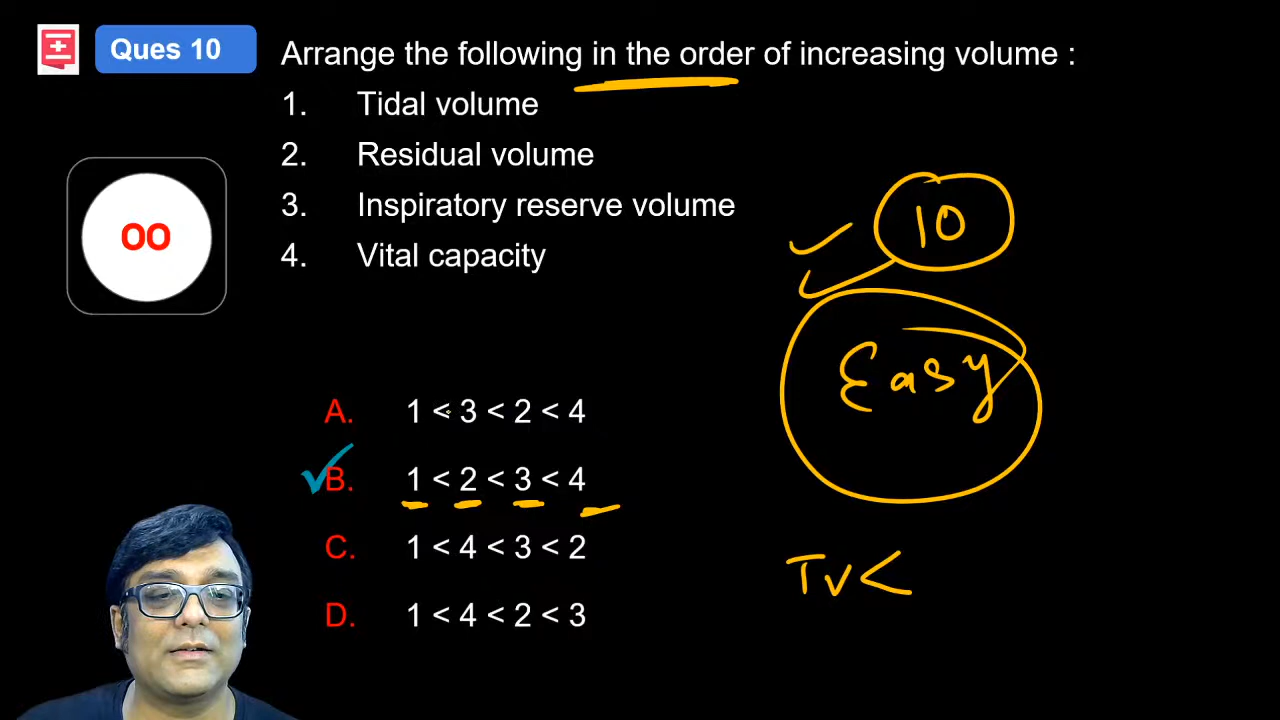 Ques 10
Arrange the following in the order of increasing volume :
1. Tidal volume
2. Residual volume
3. Inspiratory reserve volume
4. Vital capacity
00
10
Easy
A. 1 < 3 < 2 < 4
B. 1 < 2 < 3 < 4
C. 1 < 4 < 3 < 2
D. 1 < 4 < 2 < 3
TV <